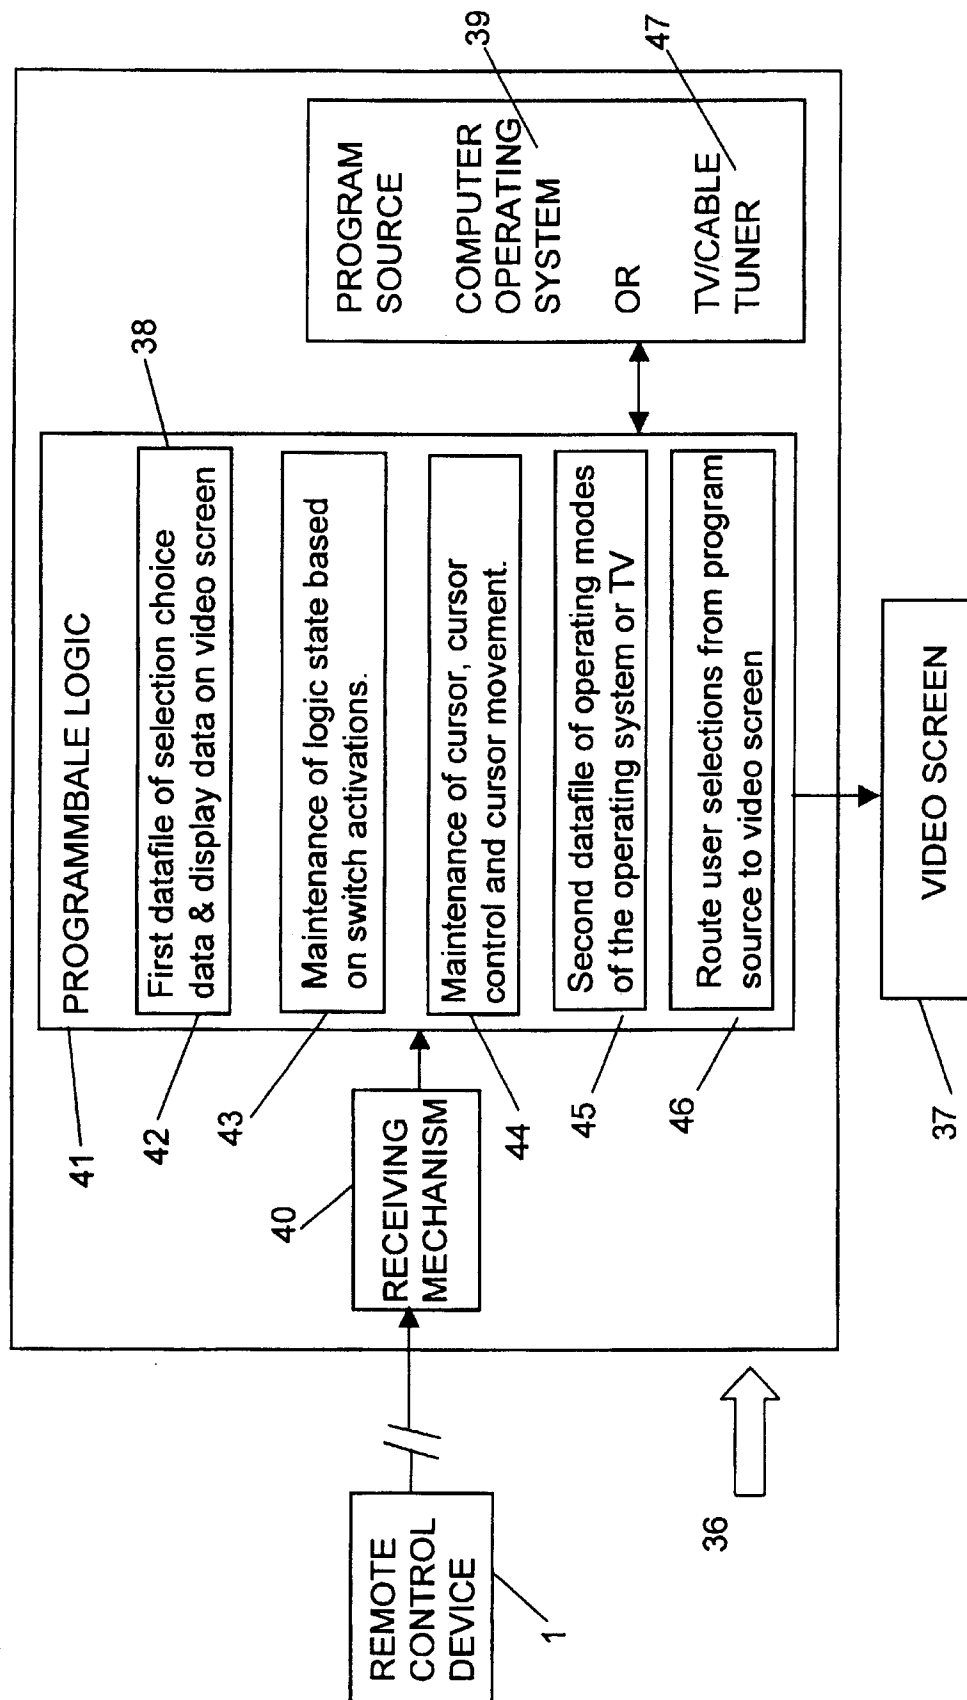 REMOTE
CONTROL
DEVICE
1
36
RECEIVING
MECHANISM
40
PROGRAMMBALE LOGIC
41
First datafile of selection choice
data & display data on video screen
42
38
Maintenance of logic state based
on switch activations.
43
Maintenance of cursor, cursor
control and cursor movement.
44
Second datafile of operating modes
of the operating system or TV
45
Route user selections from program
source to video screen
46
PROGRAM
SOURCE
COMPUTER
OPERATING
SYSTEM
39
OR
TV/CABLE
TUNER
47
VIDEO SCREEN
37